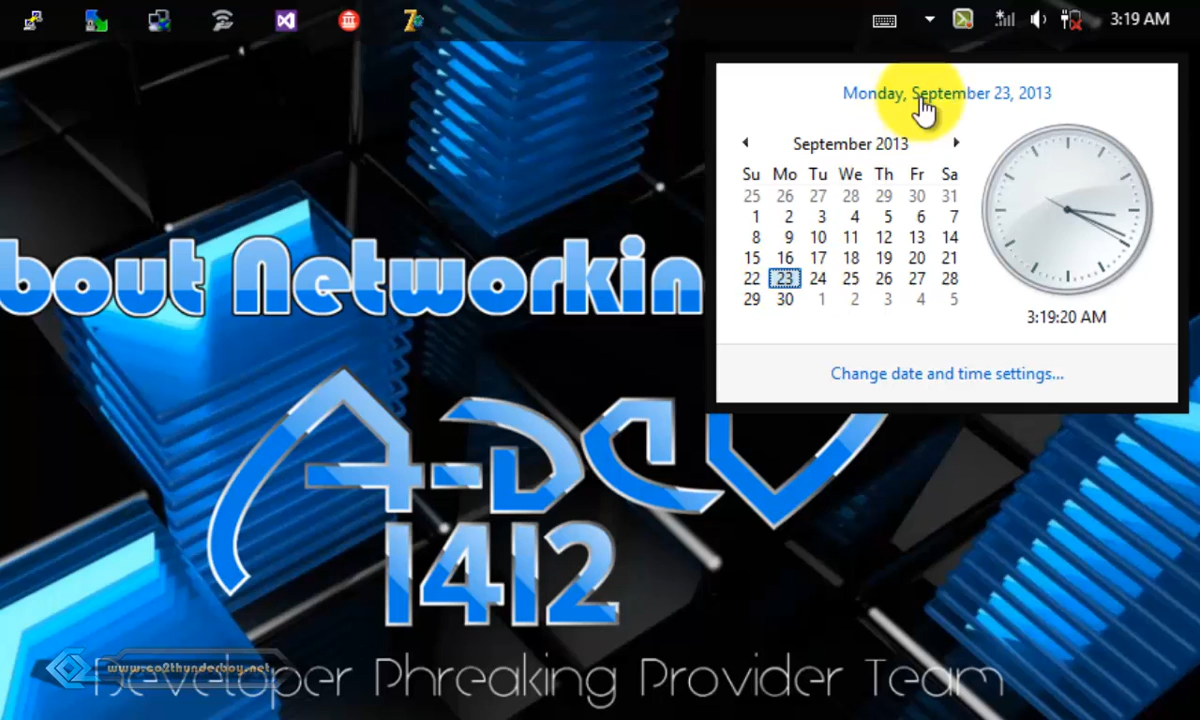 3:19 AM
Monday, September 23, 2013
September 2013
Su Mo Tu We Th Fr Sa
25 26 27 28 29 30 31
1 2 3 4 5 6 7
8 9 10 11 12 13 14
15 16 17 18 19 20 21
22 23 24 25 26 27 28
29 30 1 2 3 4 5
3:19:20 AM
Change date and time settings...
bout Networkin
A-DCV
1412
www.go2thunderboy.net
Developer Phreaking Provider Team